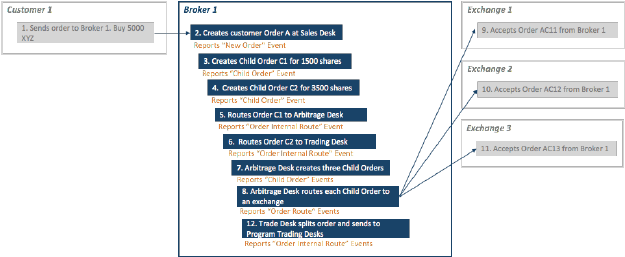 Customer 1
1. Sends order to Broker 1. Buy 5000
XYZ
Broker 1
2. Creates customer Order A at Sales Desk
Reports "New Order" Event
3. Creates Child Order C1 for 1500 shares
Reports "Child Order" Event
4. Creates Child Order C2 for 3500 shares
Reports "Child Order" Event
5. Routes Order C1 to Arbitrage Desk
Reports "Order Internal Route" Event
6. Routes Order C2 to Trading Desk
Reports "Order Internal Route" Event
7. Arbitrage Desk creates three Child Orders
Reports "Child Order" Events
8. Arbitrage Desk routes each Child Order to
an exchange
Reports "Order Route" Events
12. Trade Desk splits order and sends to
Program Trading Desks
Reports "Order Internal Route" Events
Exchange 1
9. Accepts Order AC11 from Broker 1
Exchange 2
10. Accepts Order AC12 from Broker 1
Exchange 3
11. Accepts Order AC13 from Broker 1